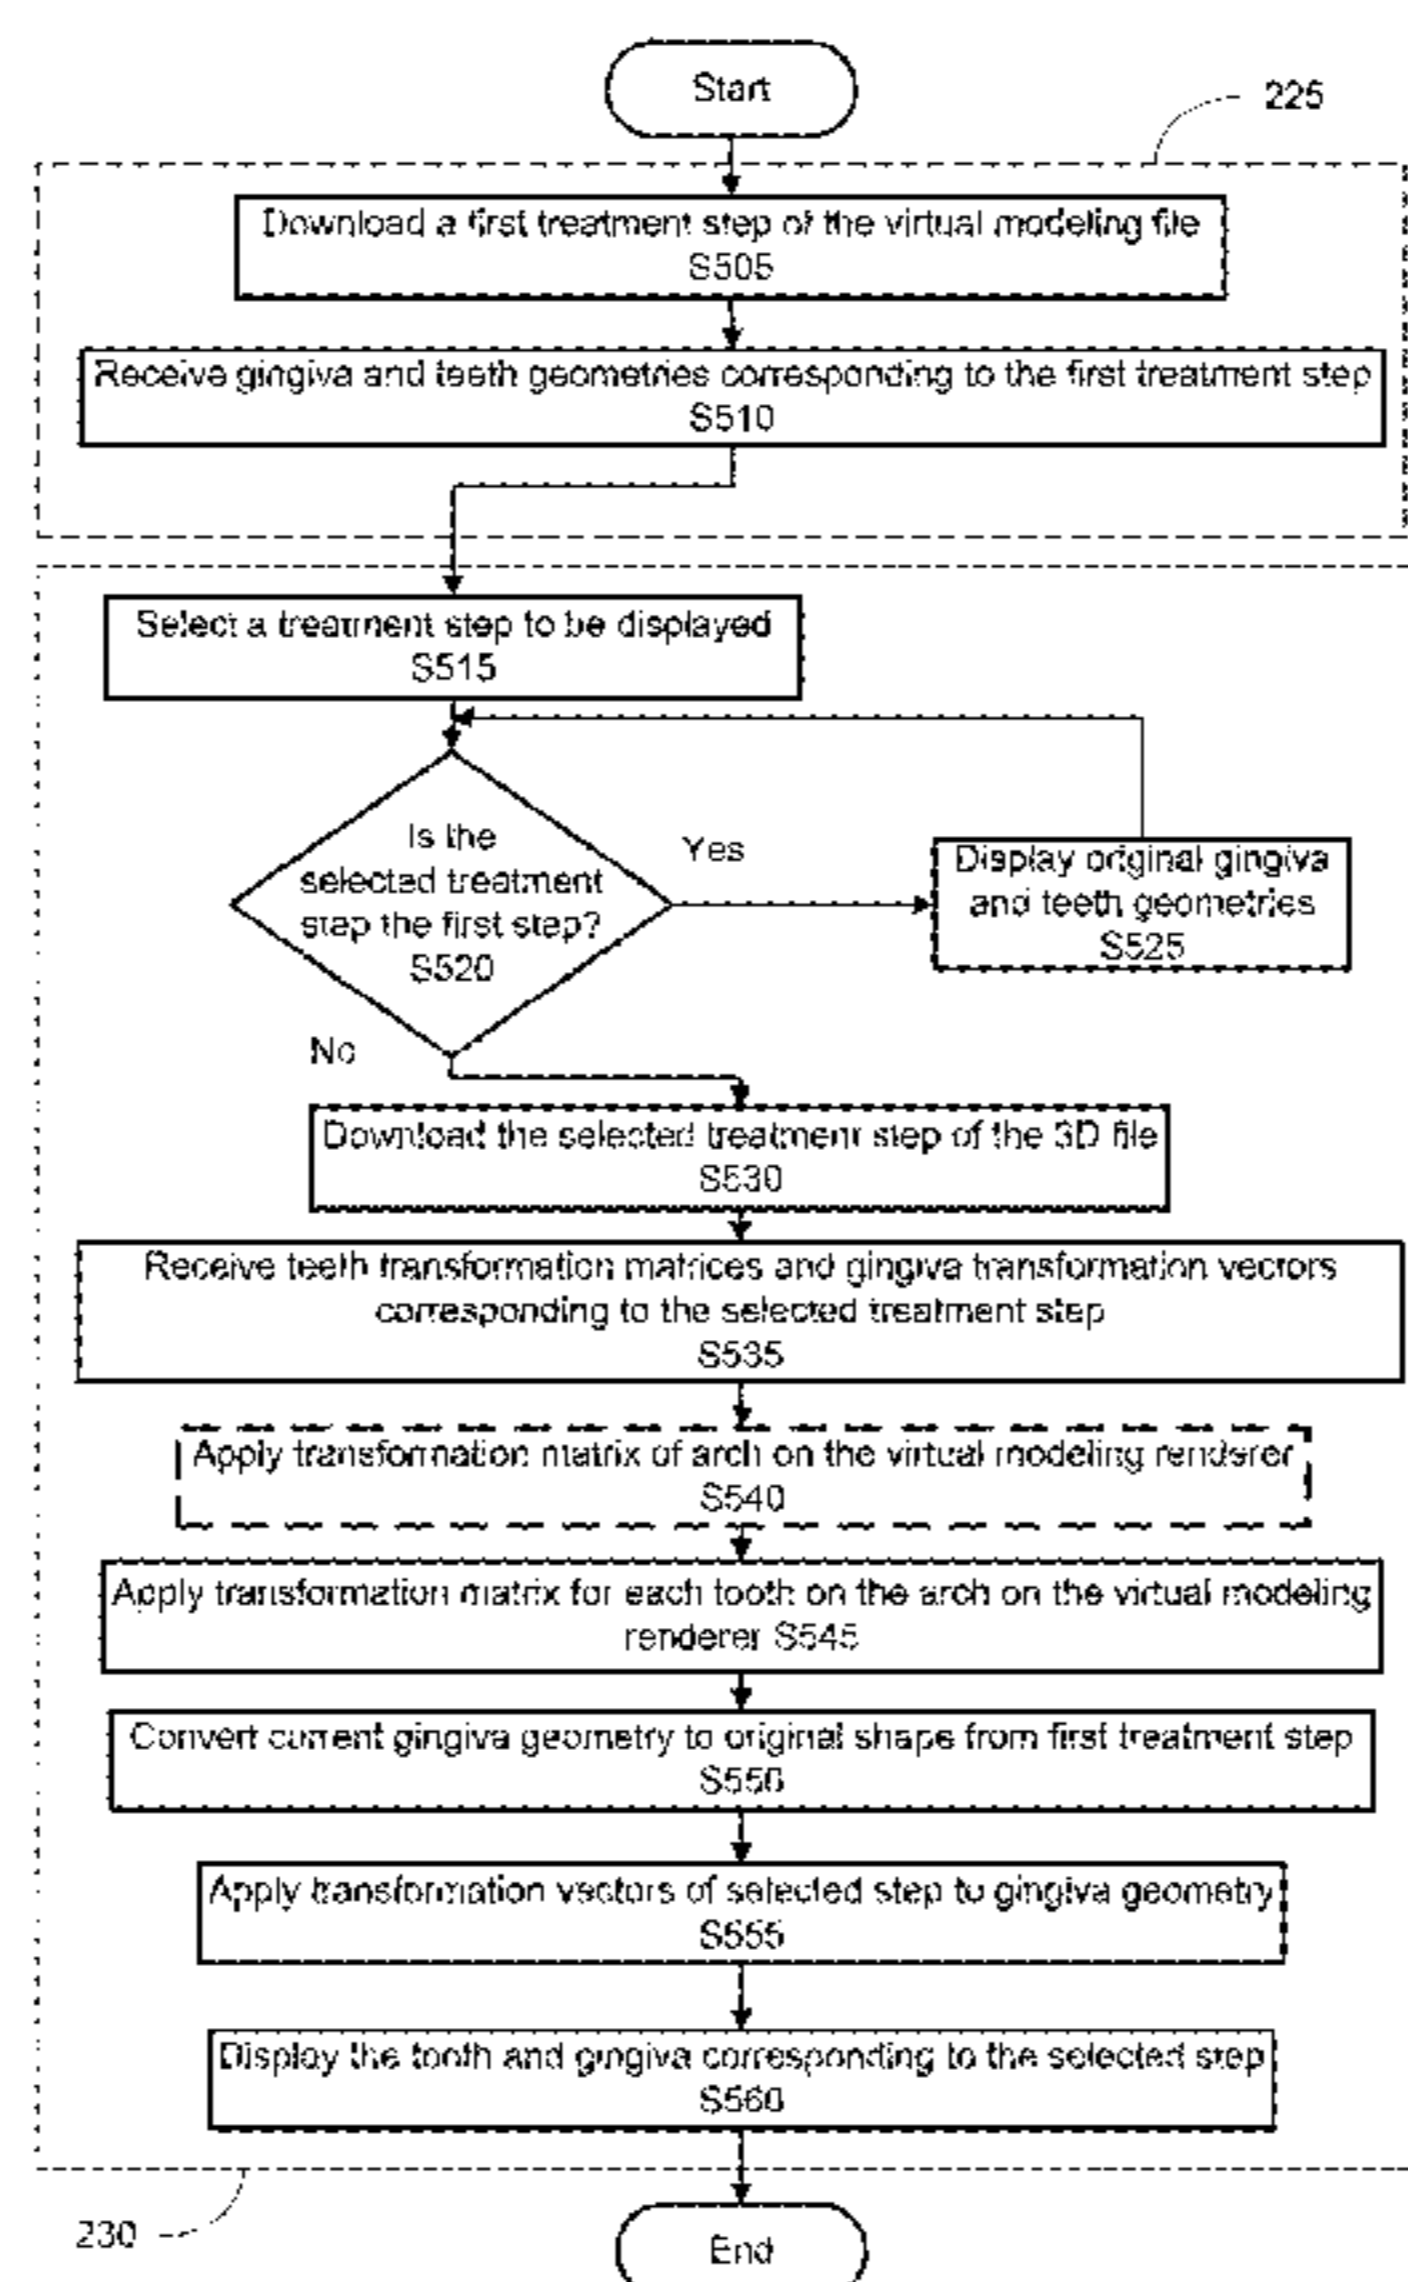 Start
225
Download a first treatment step of the virtual modeling file
S505
Receive gingiva and teeth geometries corresponding to the first treatment step
S510
Select a treatment step to be displayed
S515
Is the
selected treatment
step the first step?
S520
Yes
Display original gingiva
and teeth geometries
S525
No
Download the selected treatment step of the 3D file
S530
Receive teeth transformation matrices and gingiva transformation vectors
corresponding to the selected treatment step
S535
Apply transformation matrix of arch on the virtual modeling renderer
S540
Apply transformation matrix for each tooth on the arch on the virtual modeling
renderer S545
Convert current gingiva geometry to original shape from first treatment step
S550
Apply transformation vectors of selected step to gingiva geometry
S555
Display the tooth and gingiva corresponding to the selected step
S560
230
End